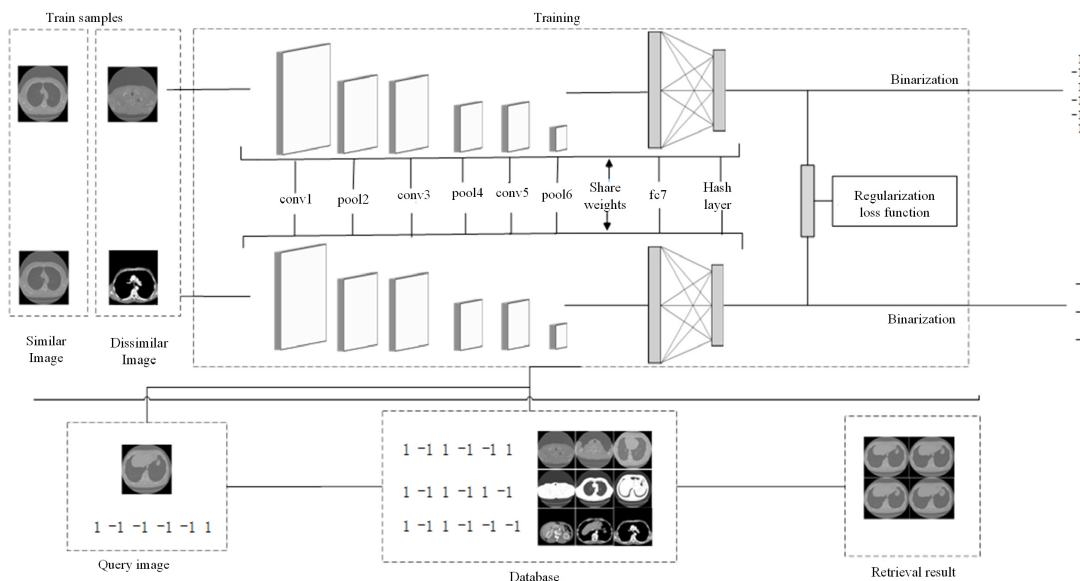 Train samples
Training
Binarization
conv1
pool2
conv3
pool4
conv5
pool6
Share
weights
fc7
Hash
layer
Regularization
loss function
Binarization
Similar
Image
Dissimilar
Image
1 -1 -1 -1 -1 1
Query image
1 -1 1 -1 -1 1
1 -1 1 -1 1 -1
1 -1 1 -1 -1 -1
Database
Retrieval result